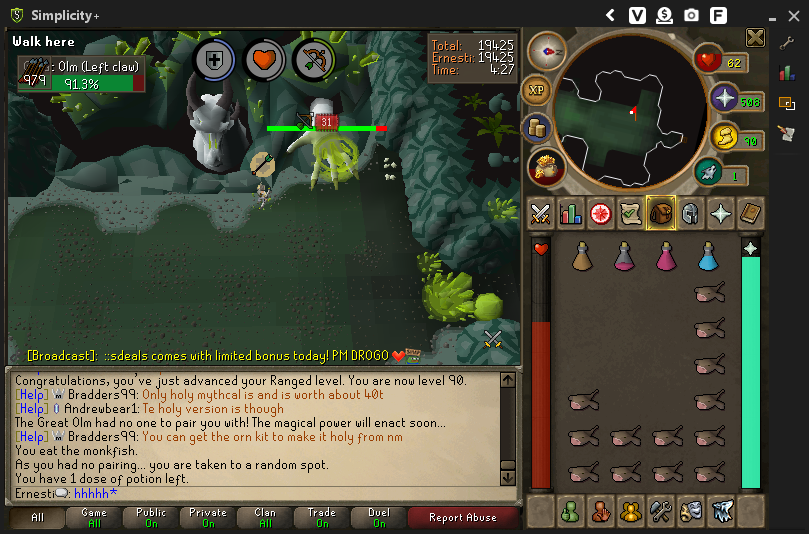 Simplicity+
Walk here
: Olm (Left claw)
979
91.3%
Total: 19425
Ernesti: 19425
Time: 4:27
31
XP
62
508
90
1
[Broadcast]: ::sdeals comes with limited bonus today! PM DROGO
Congratulations, you've just advanced your Ranged level. You are now level 90.
[Help] Bradders99: Only holy mythcal is and is worth about 40t
[Help] Andrewbear1: Te holy version is though
The Great Olm had no one to pair you with! The magical power will enact soon...
[Help] Bradders99: You can get the orn kit to make it holy from nm
You eat the monkfish.
As you had no pairing... you are taken to a random spot.
You have 1 dose of potion left.
Ernesti: hhhhh*
All
Game
All
Public
On
Private
On
Clan
All
Trade
On
Duel
On
Report Abuse